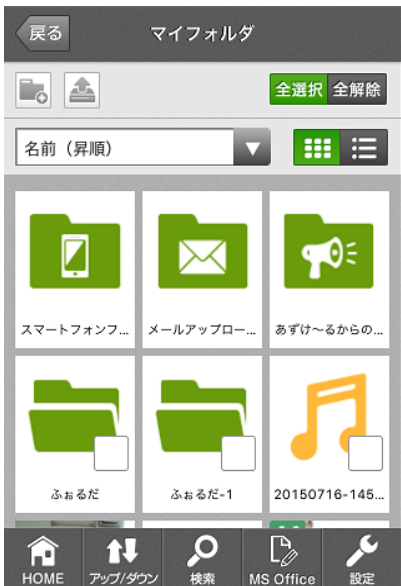 戻る
マイフォルダ
全選択 全解除
名前（昇順）
スマートフォンフ...
メールアップロー...
あずけ～るからの...
ふぉるだ
ふぉるだ-1
20150716-145...
HOME
アップ/ダウン
検索
MS Office
設定